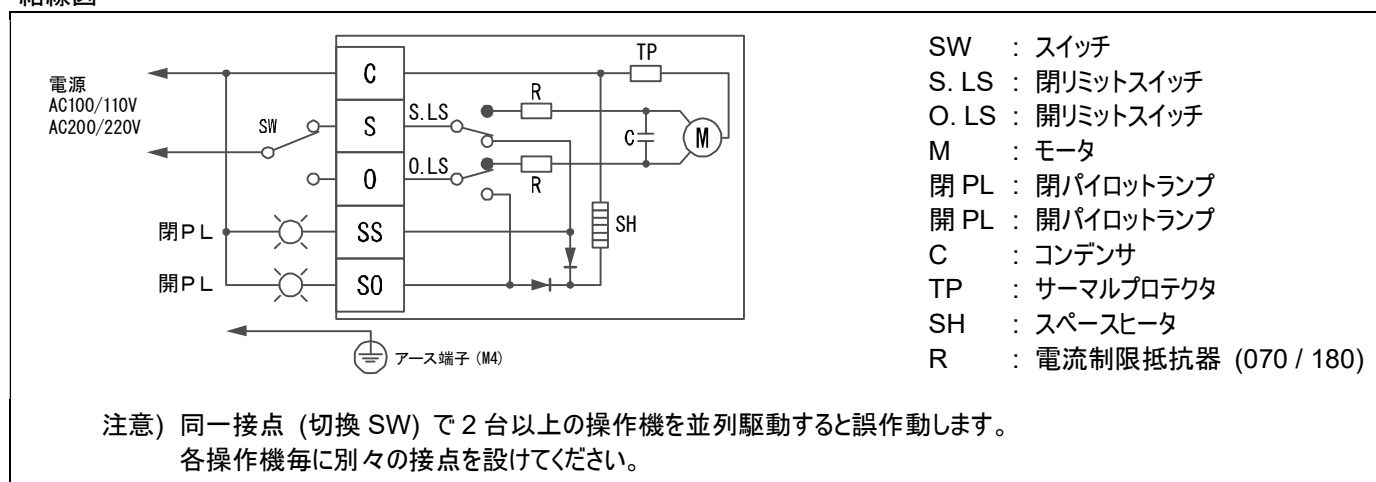 電源
AC100/110V
AC200/220V
SW
C
S
O
SS
SO
S.LS
O.LS
R
R
C
M
TP
SH
閉PL
開PL
アース端子 (M4)
SW : スイッチ
S. LS : 閉リミットスイッチ
O. LS : 開リミットスイッチ
M : モータ
閉 PL : 閉パイロットランプ
開 PL : 開パイロットランプ
C : コンデンサ
TP : サーマルプロテクタ
SH : スペースヒータ
R : 電流制限抵抗器 (070 / 180)
注意) 同一接点 (切換 SW) で 2 台以上の操作機を並列駆動すると誤作動します。
各操作機毎に別々の接点を設けてください。